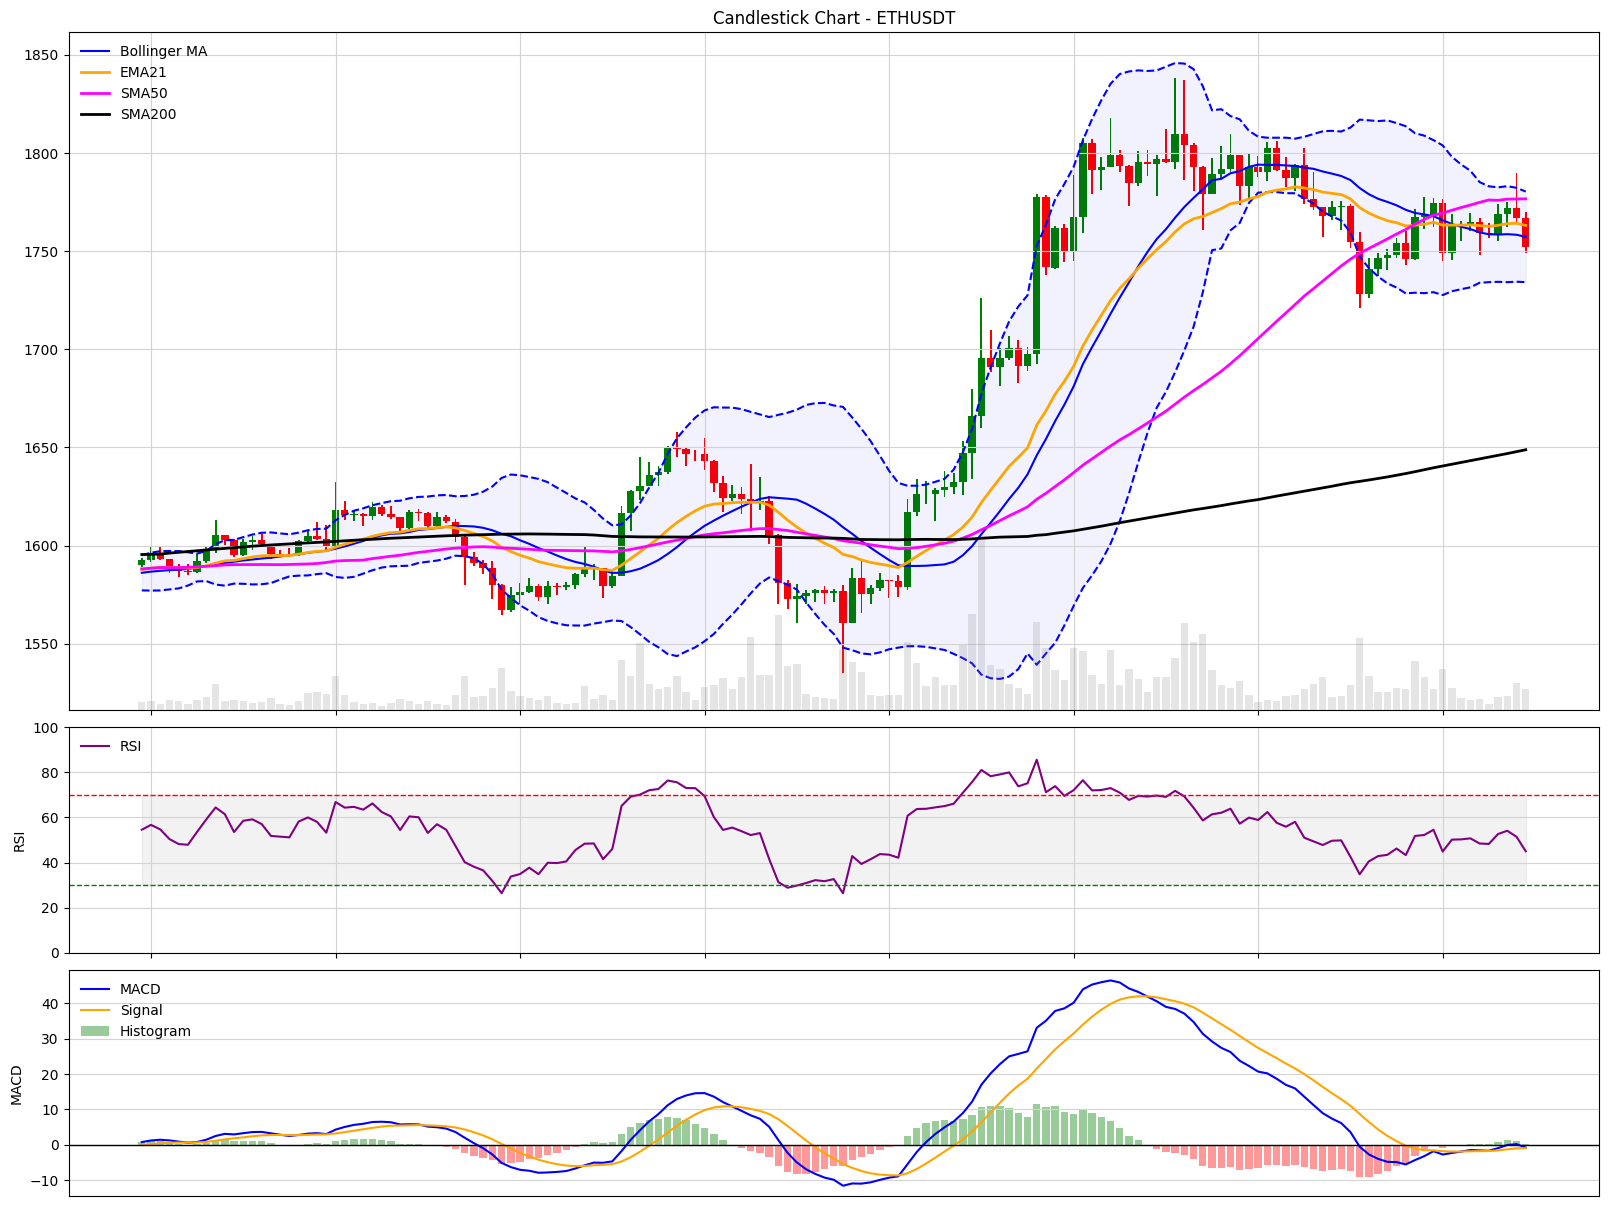 Candlestick Chart - ETHUSDT
Bollinger MA
EMA21
SMA50
SMA200
1850
1800
1750
1700
1650
1600
1550
RSI
100
80
60
40
20
0
RSI
MACD
Signal
Histogram
40
30
20
10
0
−10
MACD